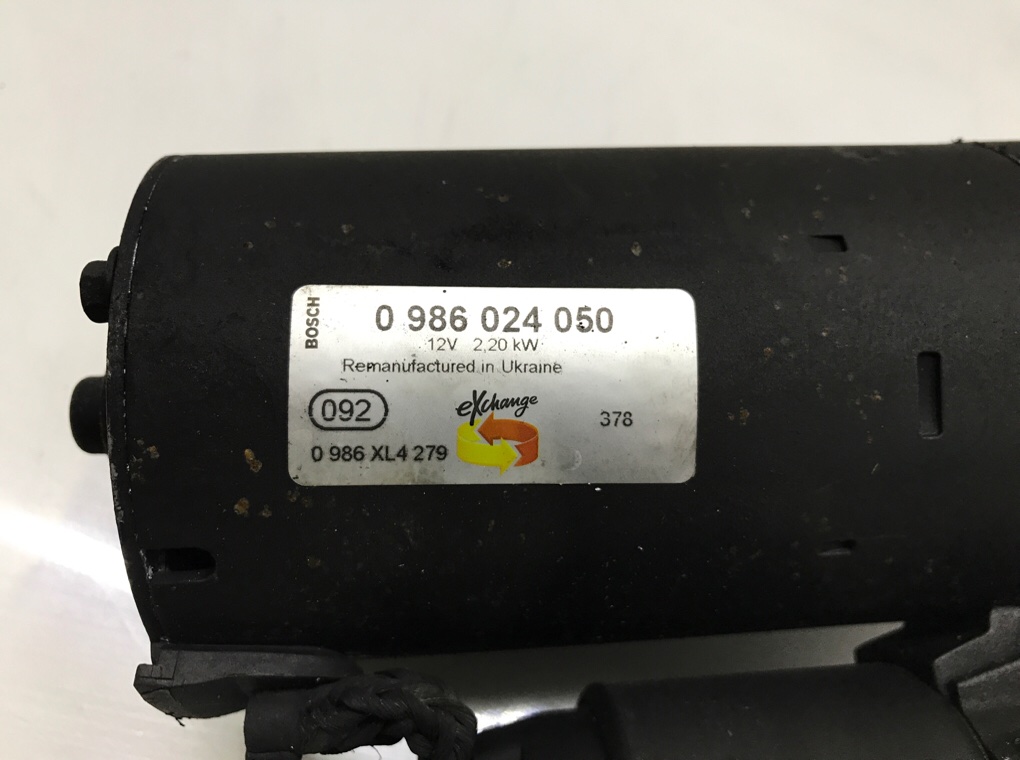 BOSCH
0 986 024 050
12V 2,20 kW
Remanufactured in Ukraine
092
eXchange
378
0 986 XL4 279